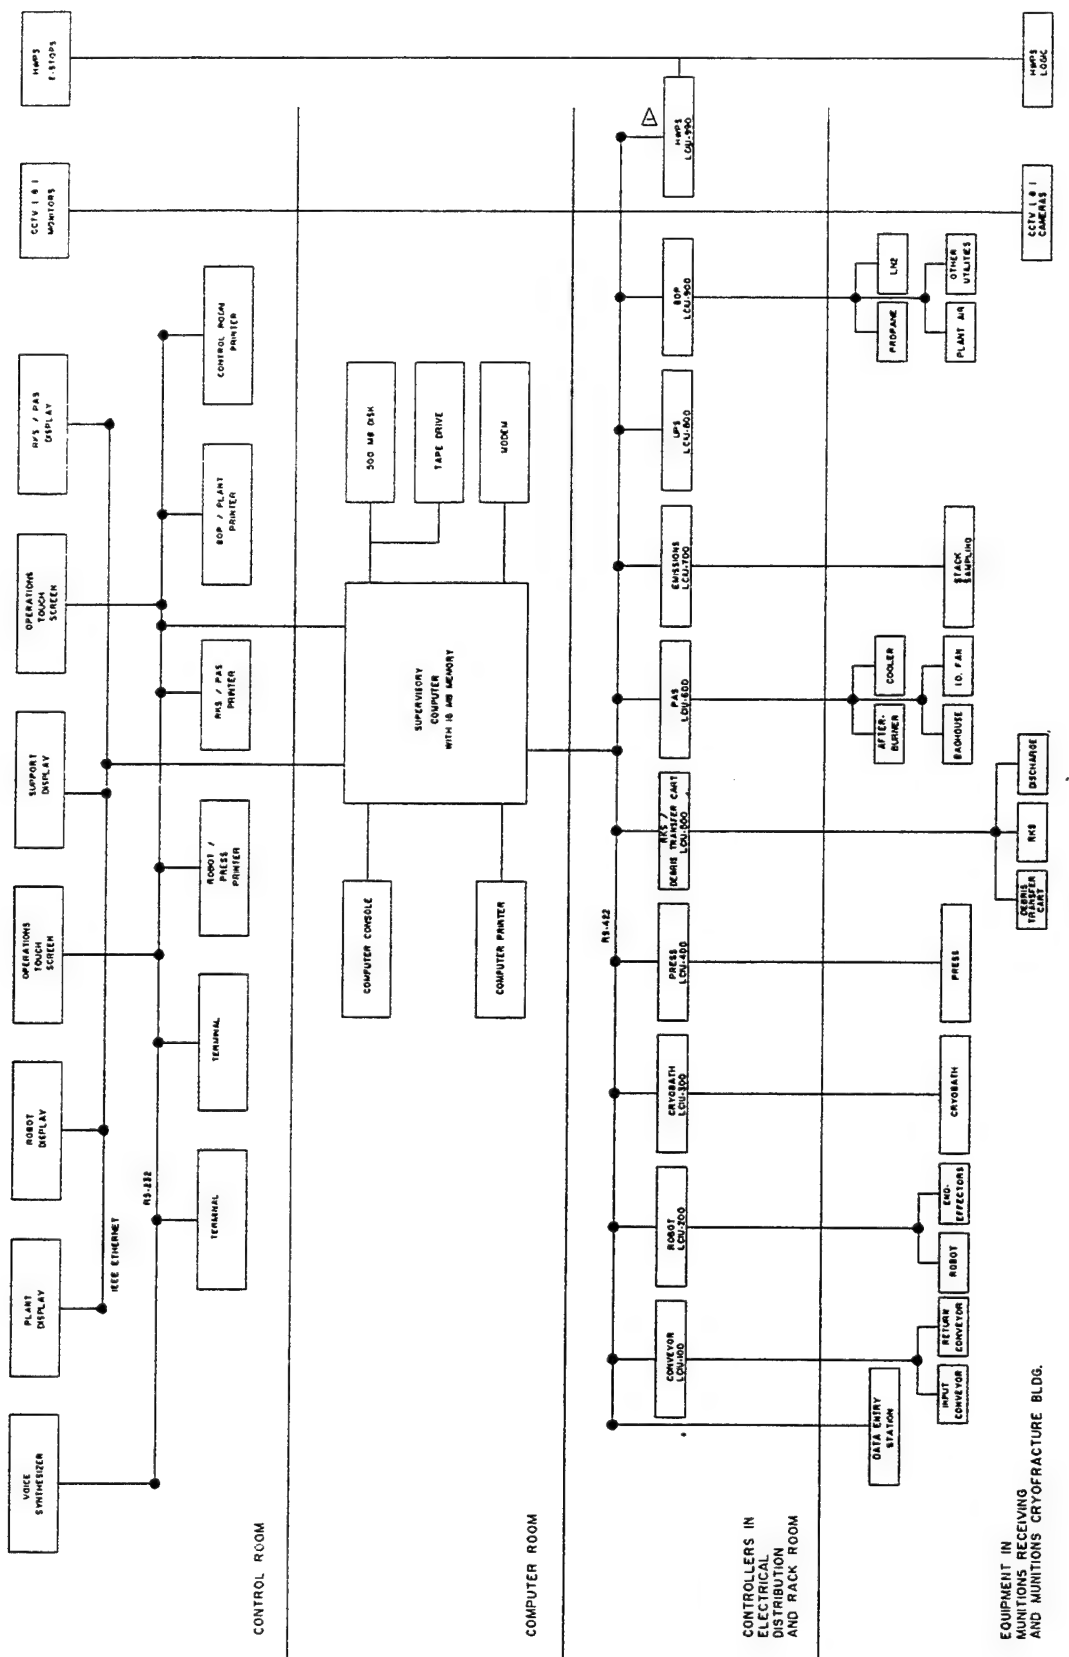 VOICE
SYNTHESIZER
PLANT
DISPLAY
ROBOT
DISPLAY
OPERATIONS
TOUCH
SCREEN
SUPPORT
DISPLAY
OPERATIONS
TOUCH
SCREEN
RKS / PAS
DISPLAY
CCTV 1 & 1
MONITORS
HWPS
E-STOPS
IEEE ETHERNET
RS-232
TERMINAL
TERMINAL
ROBOT /
PRESS
PRINTER
RKS / PAS
PRINTER
BOP / PLANT
PRINTER
CONTROL ROOM
PRINTER
CONTROL ROOM
COMPUTER CONSOLE
COMPUTER PRINTER
SUPERVISORY
COMPUTER
WITH 16 MB MEMORY
500 MB DISK
TAPE DRIVE
MODEM
COMPUTER ROOM
RS-422
CONVEYOR
LCU-100
ROBOT
LCU-200
CRYOBATH
LCU-300
PRESS
LCU-400
RKS /
DEBRIS TRANSFER CART
LCU-500
PAS
LCU-600
EMISSIONS
LCU-700
UPS
LCU-800
BOP
LCU-900
HWPS
LCU-990
1
CONTROLLERS IN
ELECTRICAL
DISTRIBUTION
AND RACK ROOM
DATA ENTRY
STATION
INPUT
CONVEYOR
RETURN
CONVEYOR
ROBOT
END-
EFFECTORS
CRYOBATH
PRESS
DEBRIS
TRANSFER
CART
RKS
DISCHARGE
AFTER-
BURNER
COOLER
BAGHOUSE
I.D. FAN
STACK
SAMPLING
PROPANE
LN2
PLANT AIR
OTHER
UTILITIES
CCTV 1 & 1
CAMERAS
HWPS
LOGIC
EQUIPMENT IN
MUNITIONS RECEIVING
AND MUNITIONS CRYOFRACTURE BLDG.